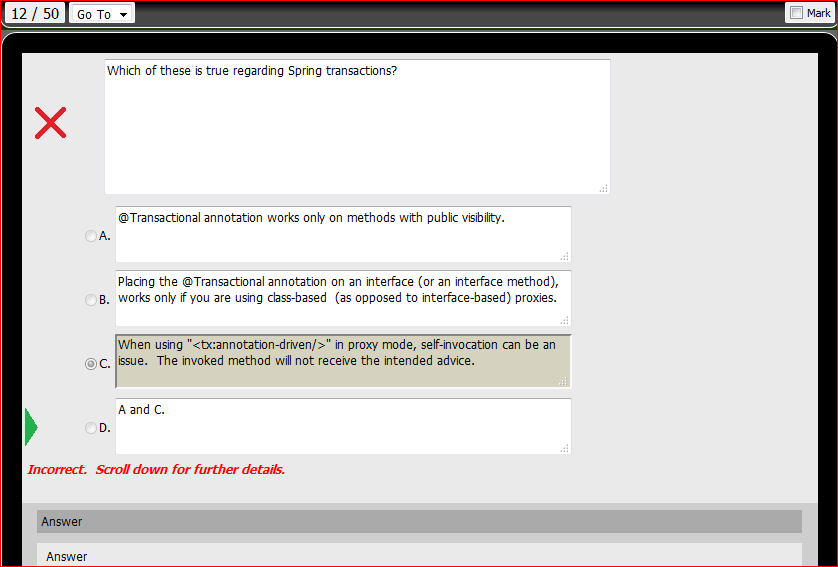 12 / 50 Go To Mark
Which of these is true regarding Spring transactions?
A. @Transactional annotation works only on methods with public visibility.
B. Placing the @Transactional annotation on an interface (or an interface method),
works only if you are using class-based  (as opposed to interface-based) proxies.
C. When using "<tx:annotation-driven/>" in proxy mode, self-invocation can be an
issue.  The invoked method will not receive the intended advice.
D. A and C.
Incorrect.  Scroll down for further details.
Answer
Answer